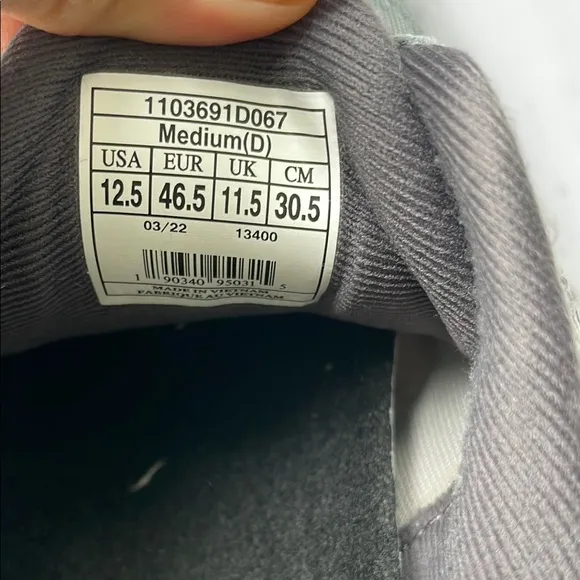 1103691D067
Medium(D)
USA EUR UK CM
12.5 46.5 11.5 30.5
03/22 13400
1 90340 95031 5
MADE IN VIETNAM
FABRIQUE AU VIETNAM